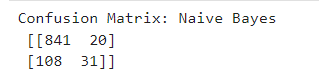 Confusion Matrix: Naive Bayes
[[841  20]
[108  31]]